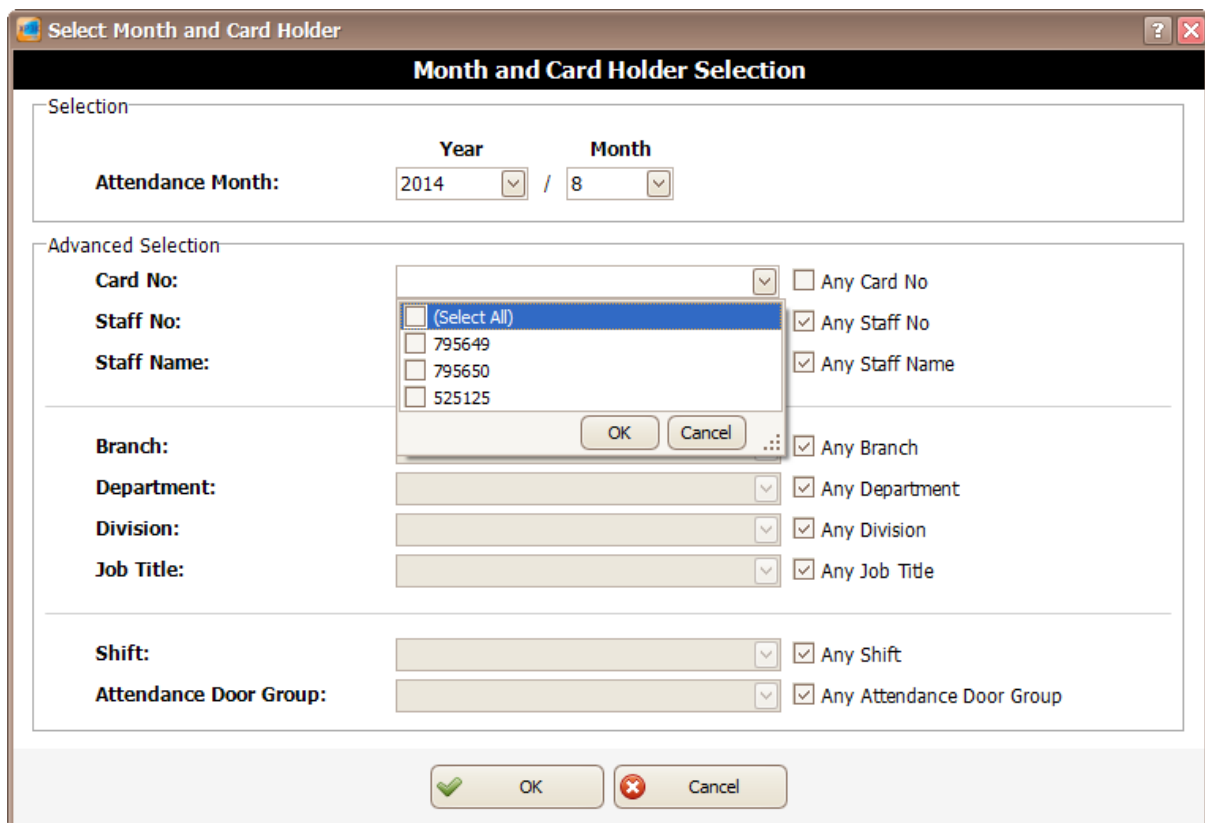 Select Month and Card Holder
?
Month and Card Holder Selection
Selection
Year Month
Attendance Month: 2014 / 8
Advanced Selection
Card No: Any Card No
(Select All)
Staff No: Any Staff No
795649
Staff Name: Any Staff Name
795650
525125
OK Cancel
Branch: Any Branch
Department: Any Department
Division: Any Division
Job Title: Any Job Title
Shift: Any Shift
Attendance Door Group: Any Attendance Door Group
OK Cancel